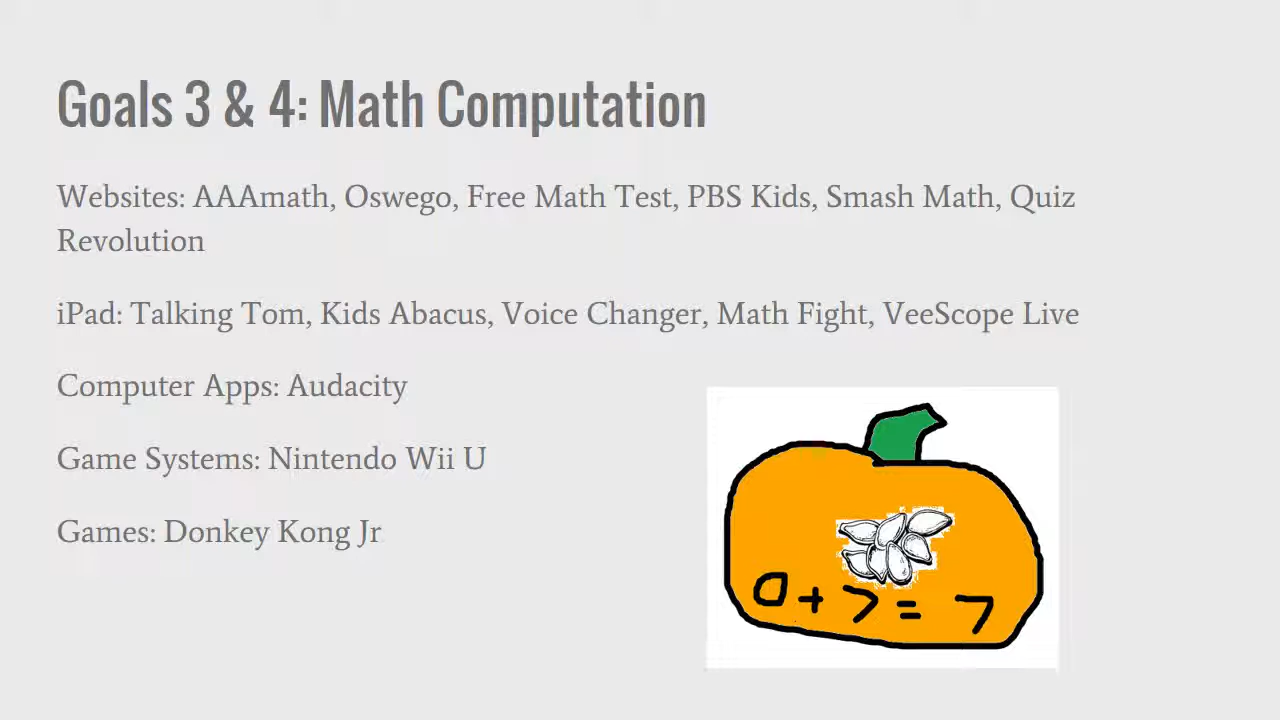 Goals 3 & 4: Math Computation
Websites: AAAmath, Oswego, Free Math Test, PBS Kids, Smash Math, Quiz
Revolution
iPad: Talking Tom, Kids Abacus, Voice Changer, Math Fight, VeeScope Live
Computer Apps: Audacity
Game Systems: Nintendo Wii U
Games: Donkey Kong Jr
0 + 7 = 7